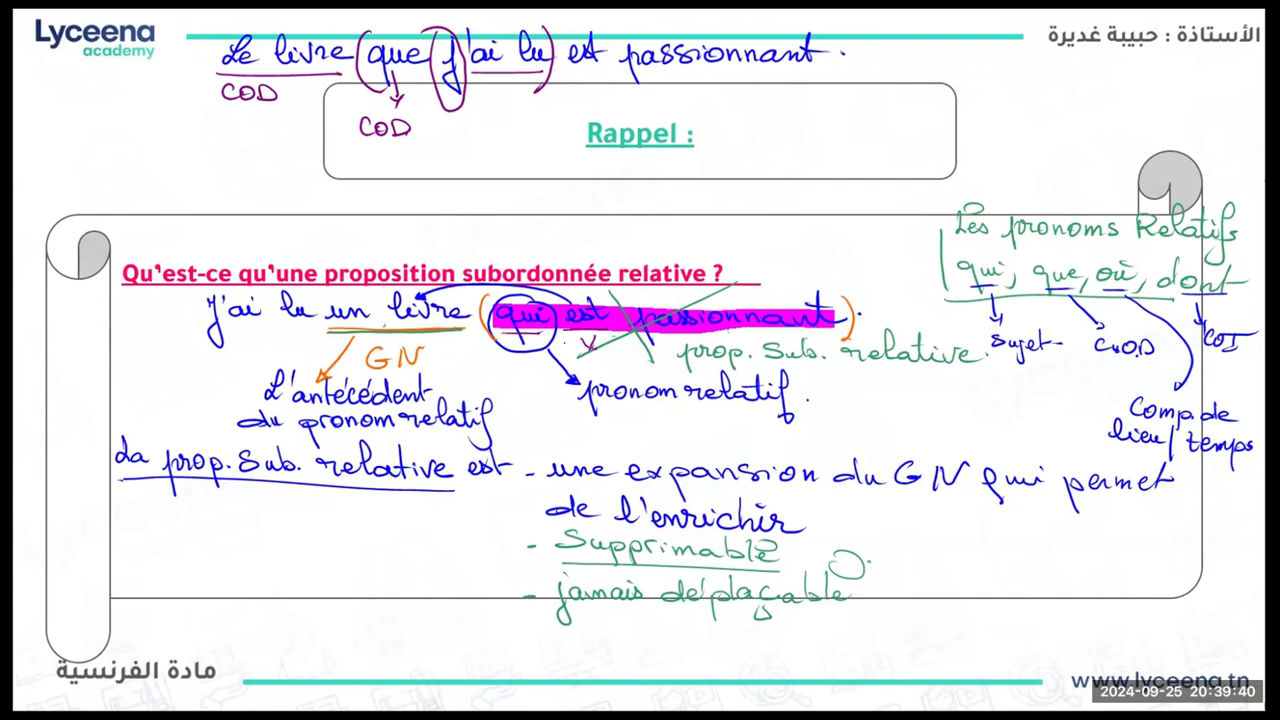 Lyceena
academy
الأستاذة : حبيبة غديرة
Le livre (que j'ai lu) est passionnant.
COD
COD
Rappel :
Les pronoms Relatifs
qui, que, où, dont
Sujet
C.O.D
COI
Comp. de
lieu/temps
Qu'est-ce qu'une proposition subordonnée relative ?
J'ai lu un livre (qui est passionnant).
GN
prop. Sub. relative.
L'antécédent
du pronom relatif
pronom relatif.
La prop. Sub. relative est - une expansion du GN qui permet
de l'enrichir
- Supprimable
- jamais déplaçable
مادة الفرنسية
www.lyceena.tn
2024-09-25 20:39:40